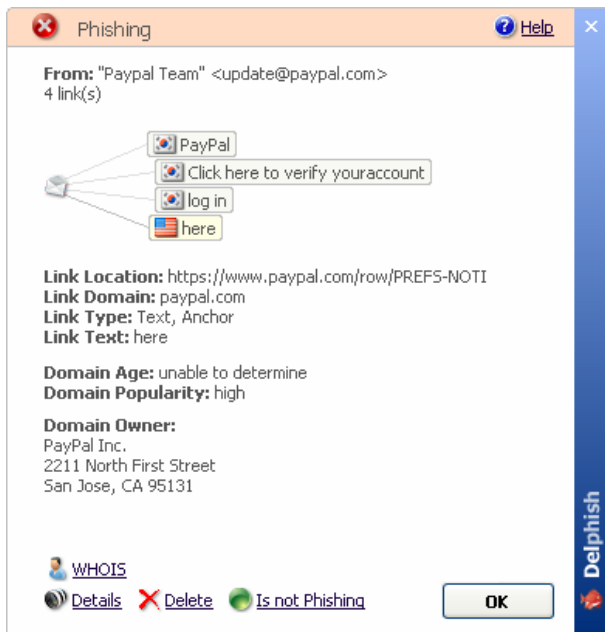 Phishing
Help
From: "Paypal Team" <update@paypal.com>
4 link(s)
PayPal
Click here to verify youraccount
log in
here
Link Location: https://www.paypal.com/row/PREFS-NOTI
Link Domain: paypal.com
Link Type: Text, Anchor
Link Text: here
Domain Age: unable to determine
Domain Popularity: high
Domain Owner:
PayPal Inc.
2211 North First Street
San Jose, CA 95131
WHOIS
Details Delete Is not Phishing OK
Delphish